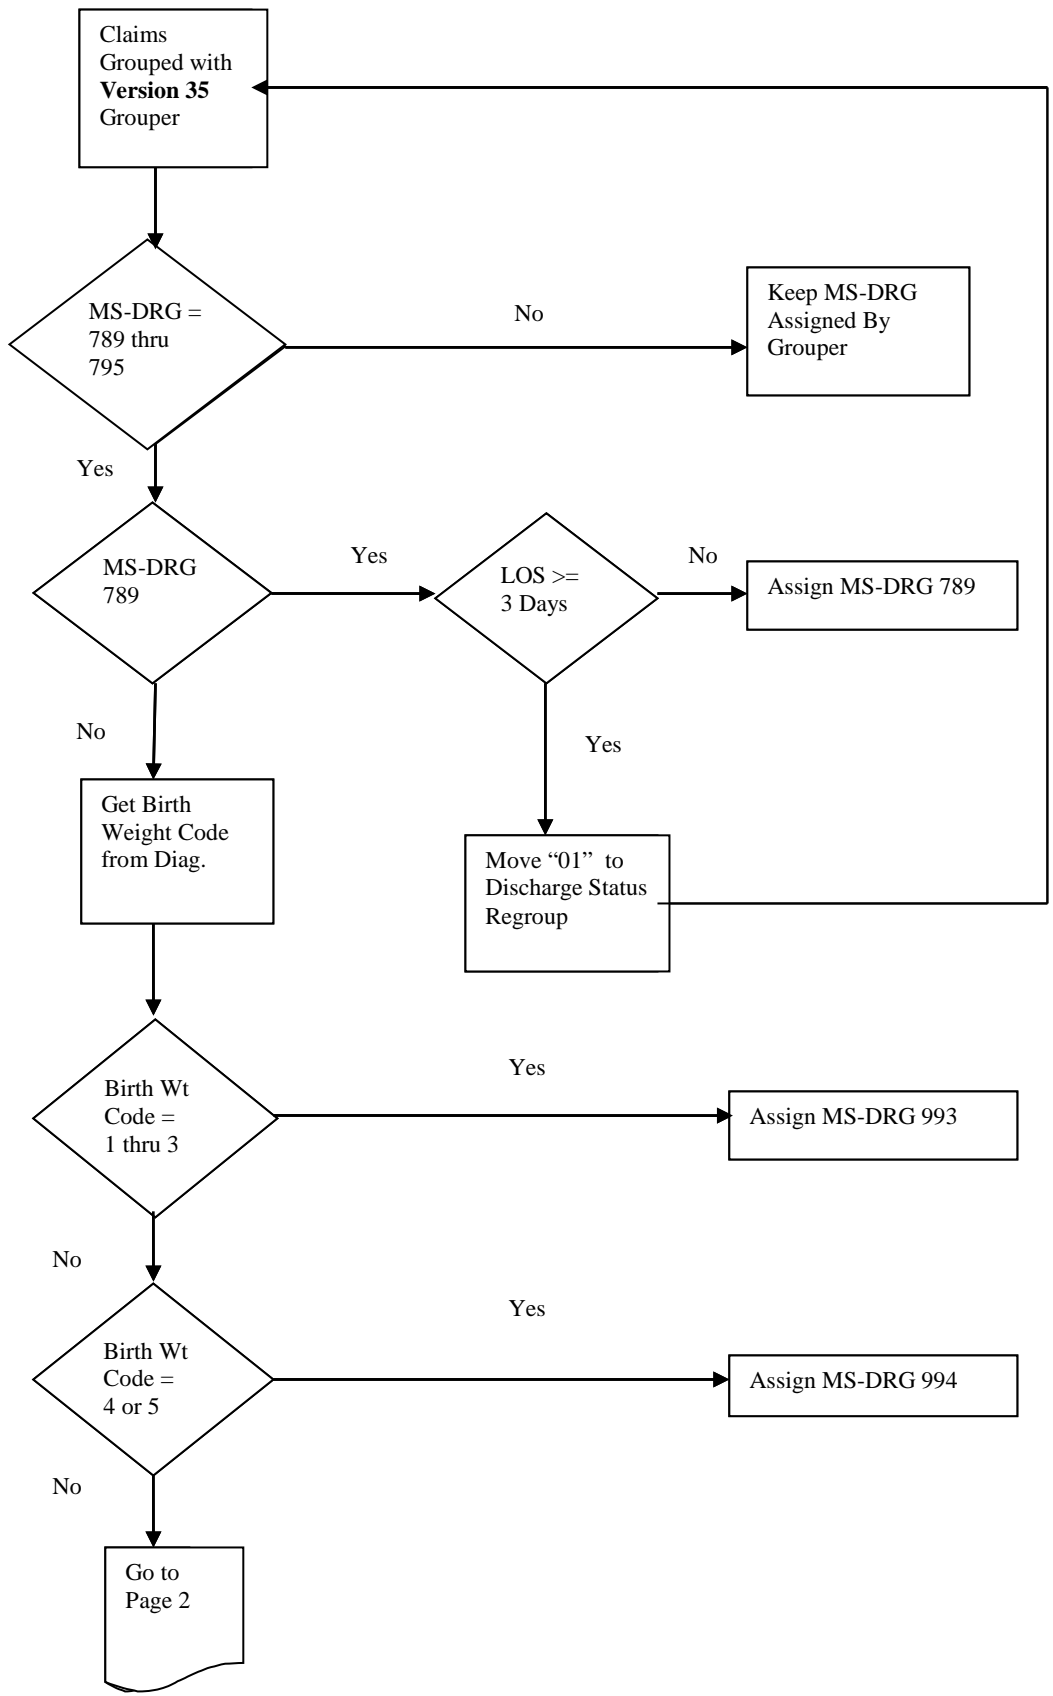 Claims
Grouped with
Version 35
Grouper
MS-DRG =
789 thru
795
No
Keep MS-DRG
Assigned By
Grouper
Yes
MS-DRG
789
Yes
LOS >=
3 Days
No
Assign MS-DRG 789
No
Yes
Get Birth
Weight Code
from Diag.
Move “01”  to
Discharge Status
Regroup
Birth Wt
Code =
1 thru 3
Yes
Assign MS-DRG 993
No
Birth Wt
Code =
4 or 5
Yes
Assign MS-DRG 994
No
Go to
Page 2